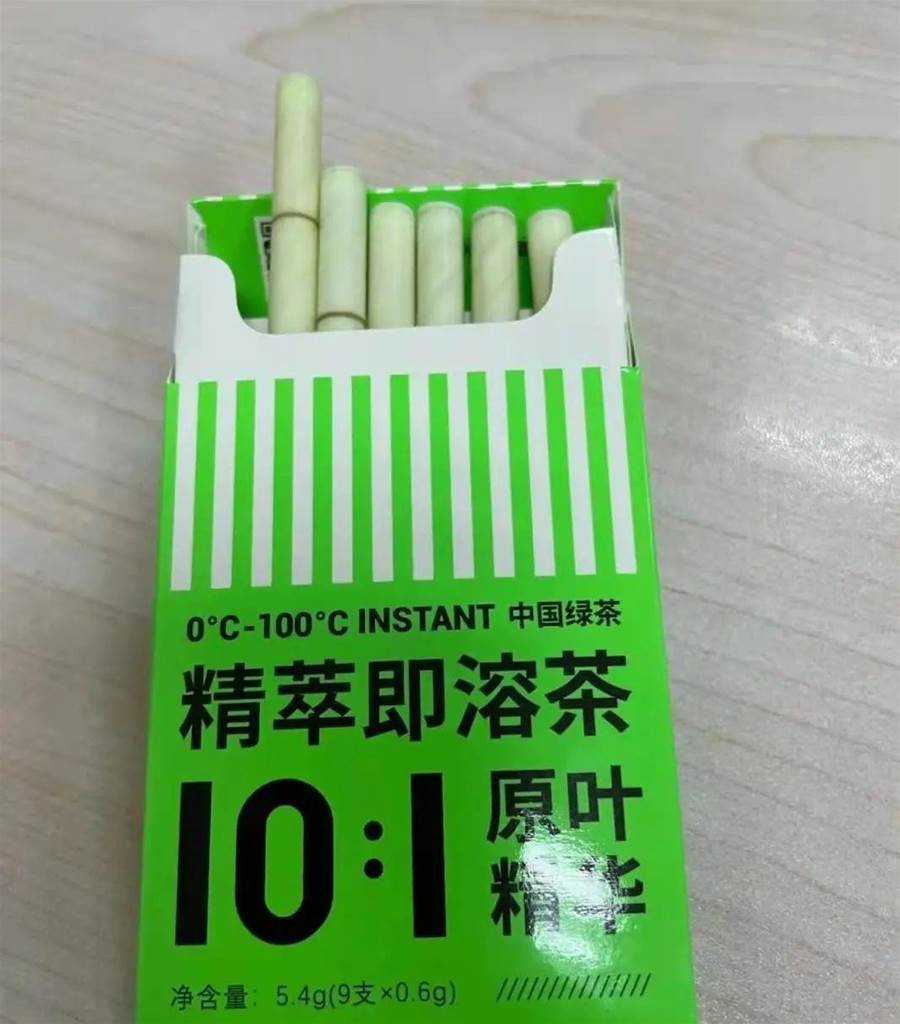 0°C-100°C INSTANT 中国绿茶
精萃即溶茶
10:1 原叶
精华
净含量：5.4g(9支×0.6g)